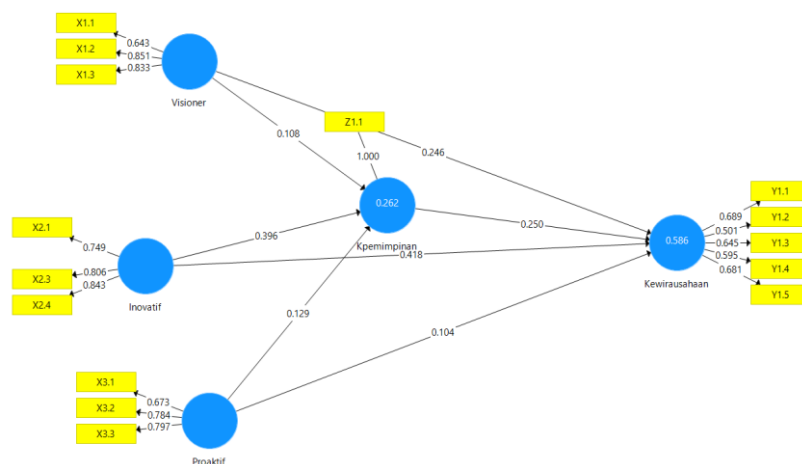 X1.1
0.643
X1.2
0.851
X1.3
0.833
Visioner
Z1.1
0.108
1.000
0.246
0.262
Kpemimpinan
X2.1
0.749
X2.3
0.806
X2.4
0.843
Inovatif
0.396
0.418
0.250
0.129
0.104
X3.1
0.673
X3.2
0.784
X3.3
0.797
Proaktif
0.586
Kewirausahaan
Y1.1
0.689
Y1.2
0.501
Y1.3
0.645
Y1.4
0.595
Y1.5
0.681